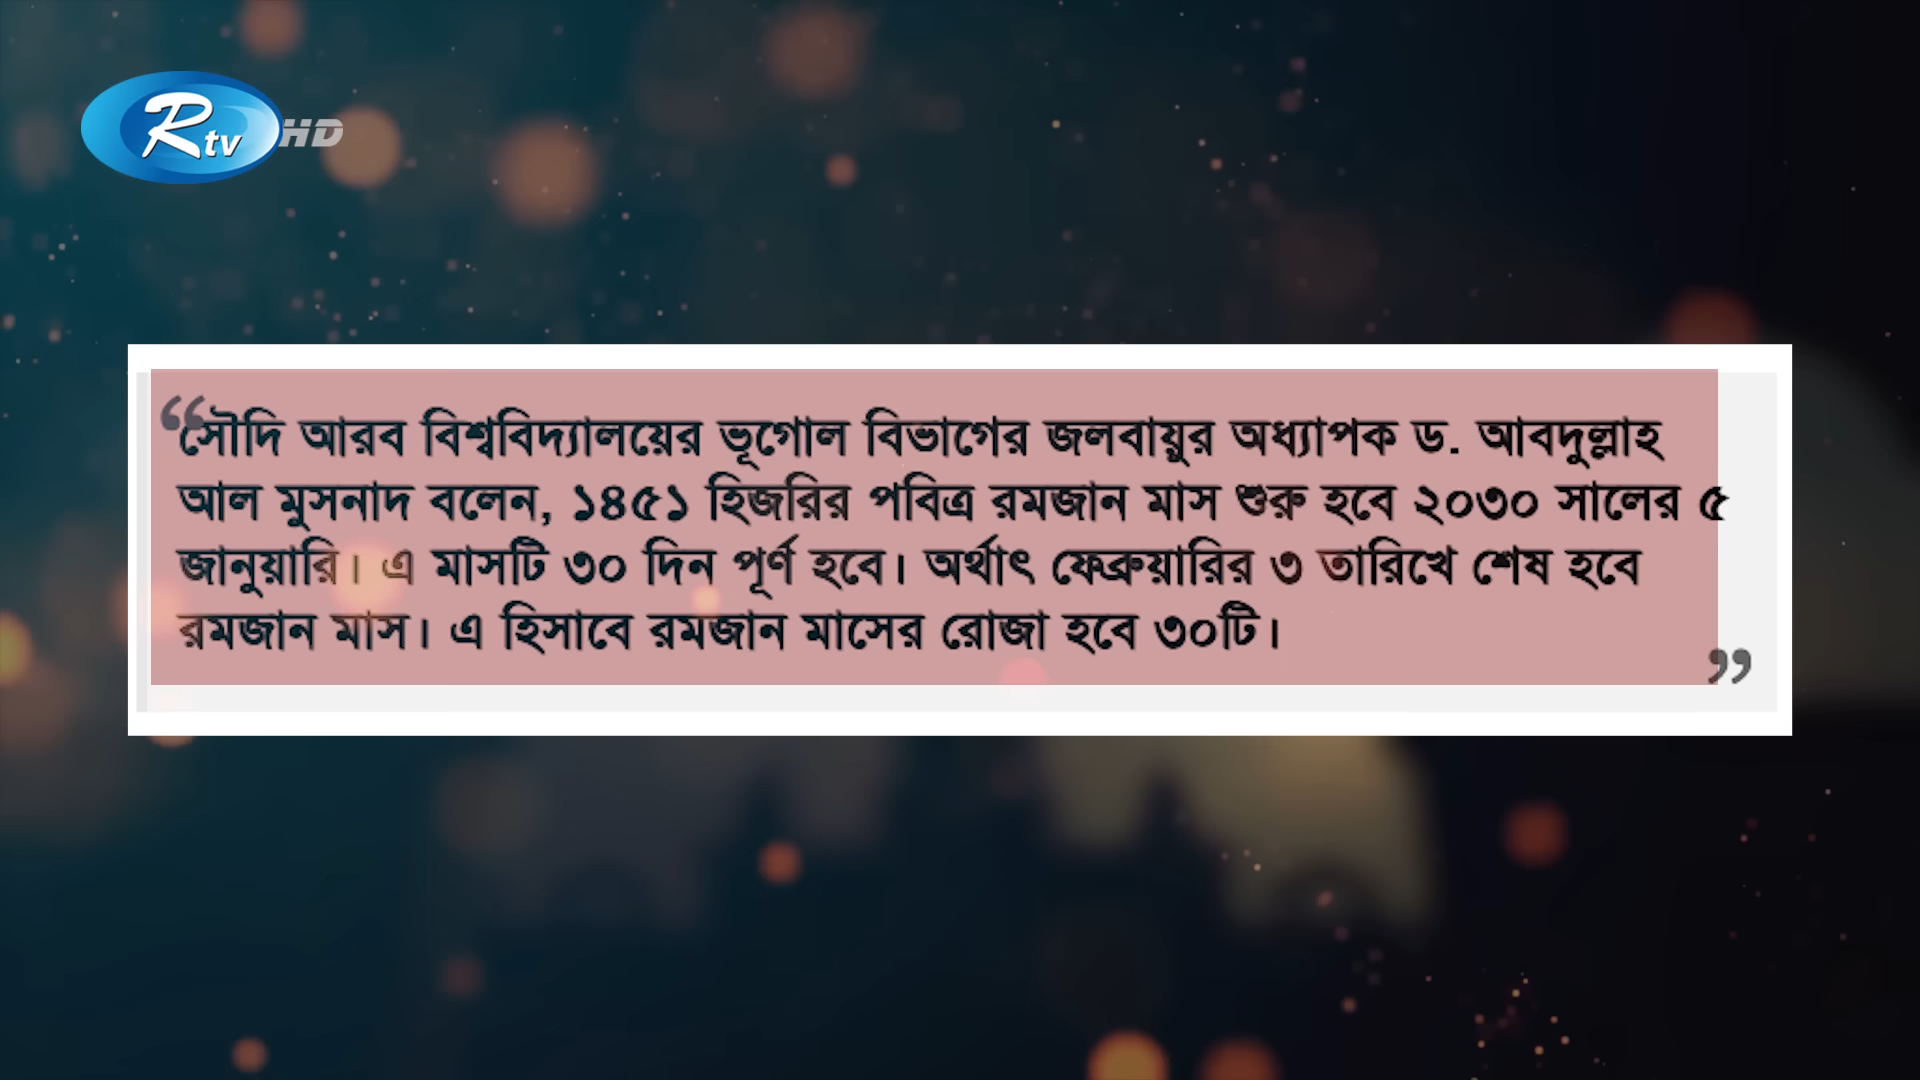 Rtv HD
“সৌদি আরব বিশ্ববিদ্যালয়ের ভূগোল বিভাগের জলবায়ুর অধ্যাপক ড. আবদুল্লাহ
আল মুসনাদ বলেন, ১৪৫১ হিজরির পবিত্র রমজান মাস শুরু হবে ২০৩০ সালের ৫
জানুয়ারি। এ মাসটি ৩০ দিন পূর্ণ হবে। অর্থাৎ ফেব্রুয়ারির ৩ তারিখে শেষ হবে
রমজান মাস। এ হিসাবে রমজান মাসের রোজা হবে ৩০টি।”